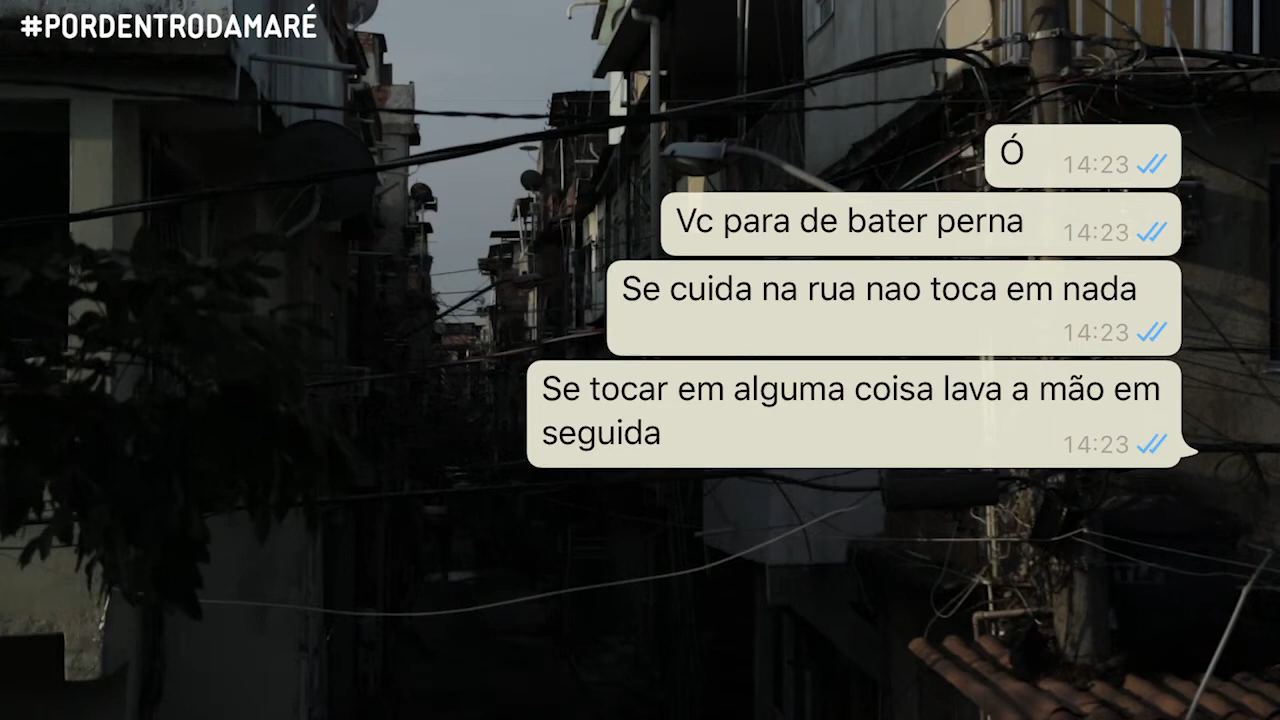 #PORDENTRODAMARÉ
Ó 14:23
Vc para de bater perna 14:23
Se cuida na rua nao toca em nada
14:23
Se tocar em alguma coisa lava a mão em
seguida 14:23